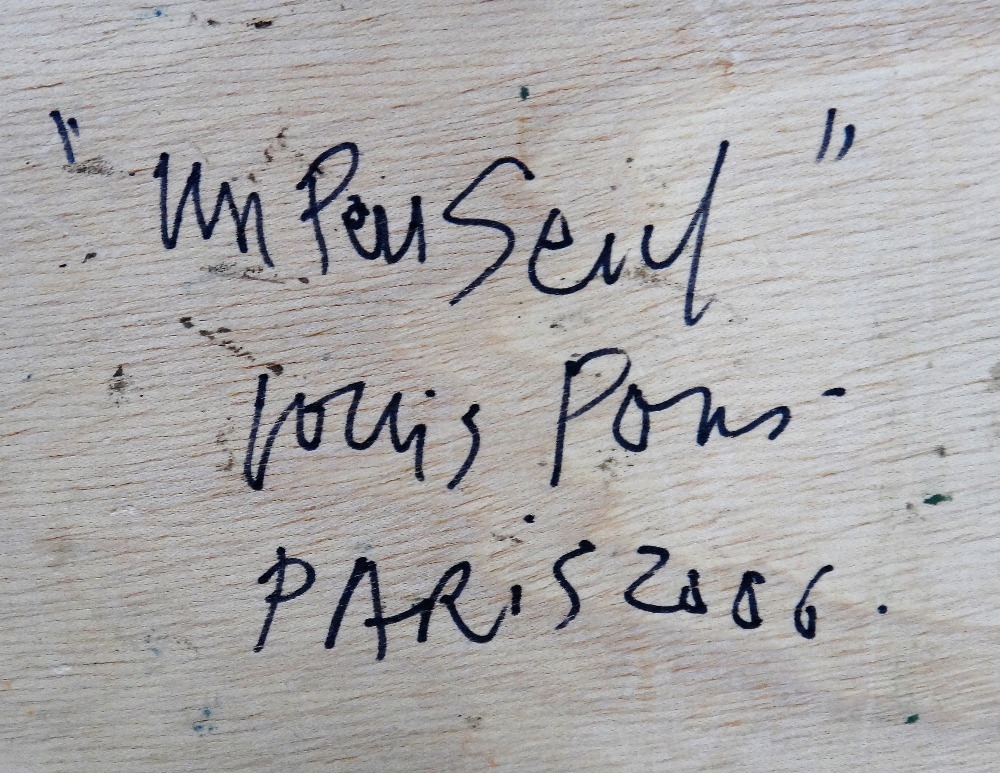 "Un Peu Seul"
Louis Pons
PARiS 2006.